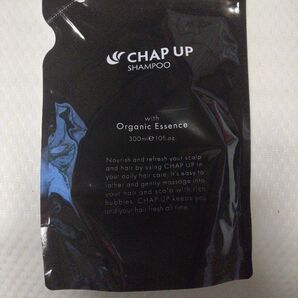 CHAP UP
SHAMPOO
with
Organic Essence
300ml℮10fl.oz.
Nourish and refresh your scalp
and hair by using CHAP UP in
your daily hair care. It's easy to
lather and gently massage into
your hair and scalp with rich
bubbles. CHAP UP keeps you
and your hair fresh all time.